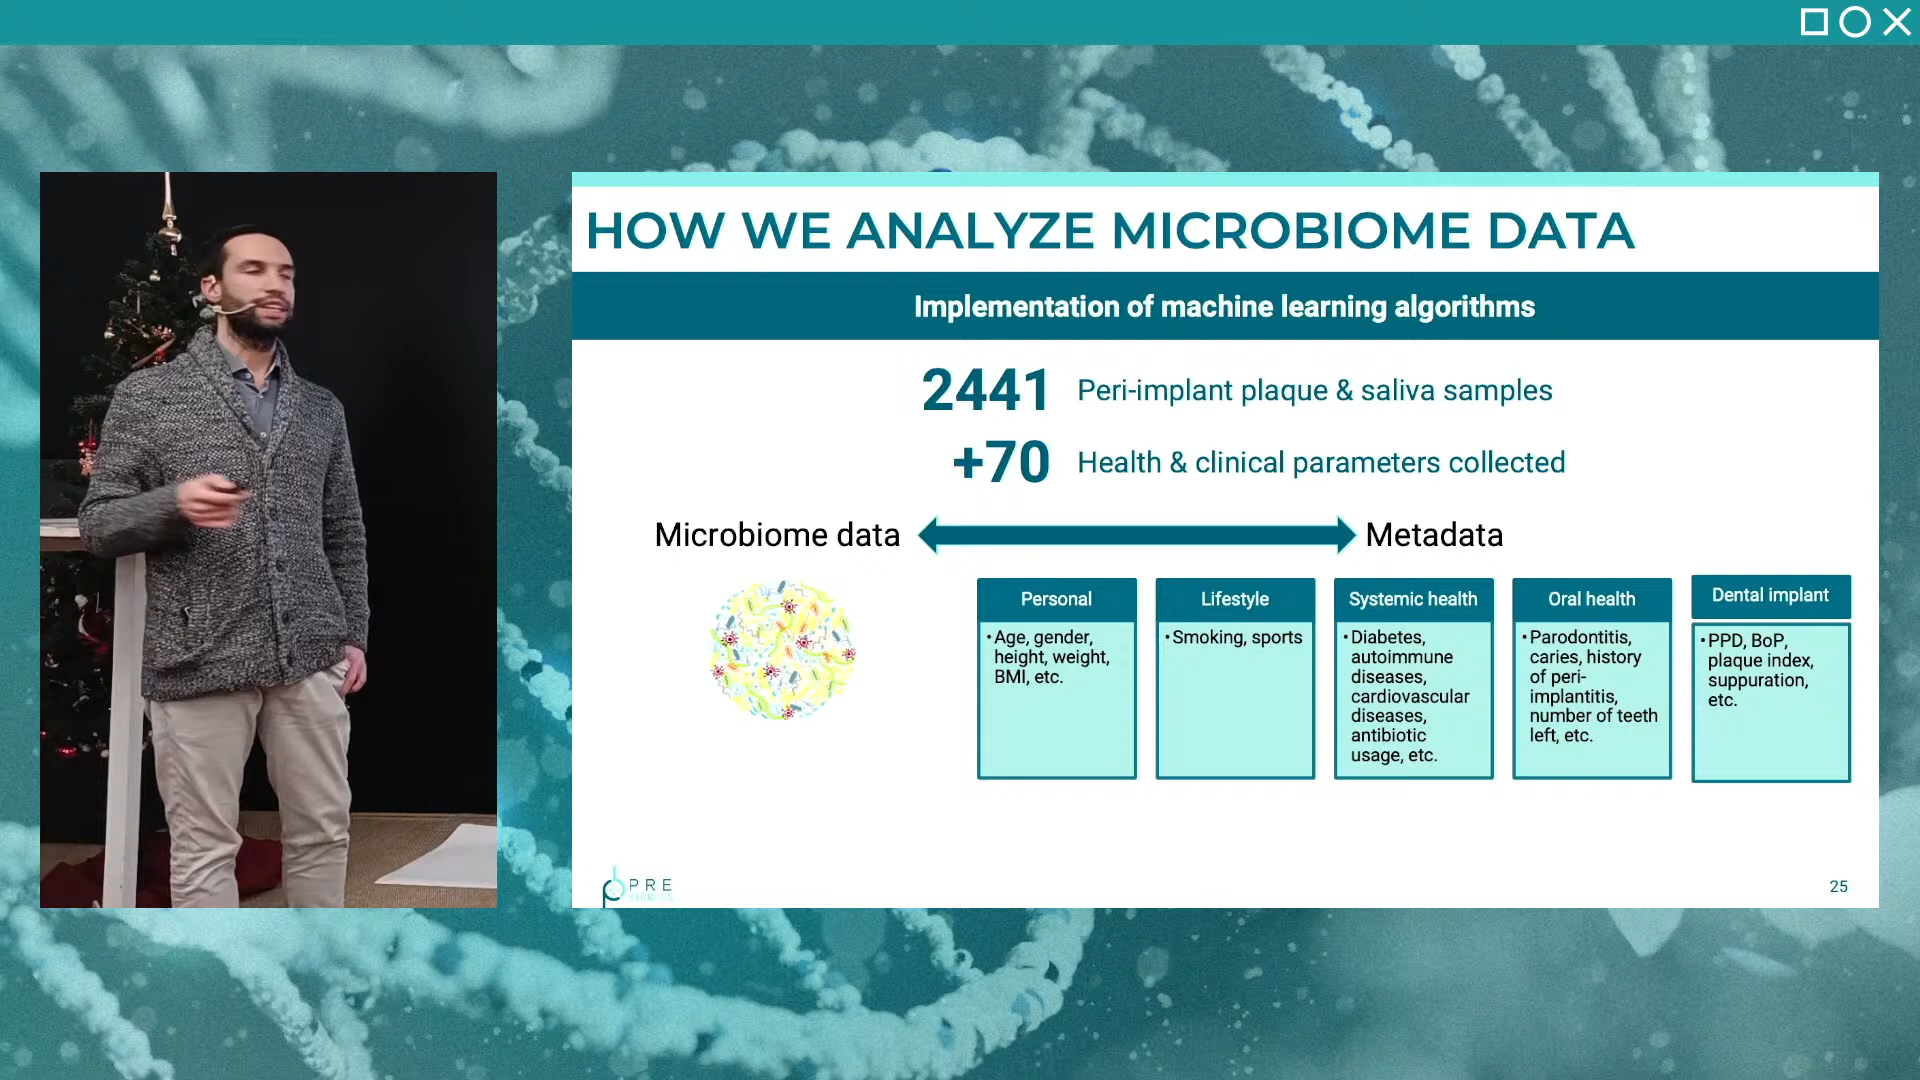 HOW WE ANALYZE MICROBIOME DATA
Implementation of machine learning algorithms
2441 Peri-implant plaque & saliva samples
+70 Health & clinical parameters collected
Microbiome data
Metadata
Personal
• Age, gender,
height, weight,
BMI, etc.
Lifestyle
• Smoking, sports
Systemic health
• Diabetes,
autoimmune
diseases,
cardiovascular
diseases,
antibiotic
usage, etc.
Oral health
• Parodontitis,
caries, history
of peri-
implantitis,
number of teeth
left, etc.
Dental implant
• PPD, BoP,
plaque index,
suppuration,
etc.
PRE
25